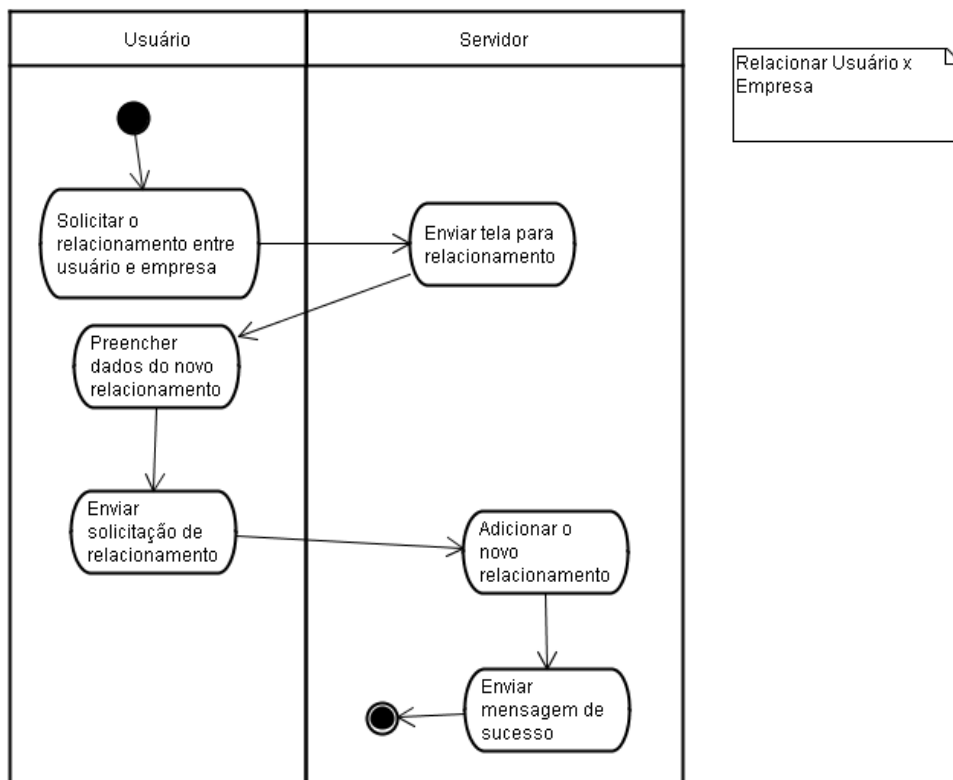 Usuário
Servidor
Relacionar Usuário x
Empresa
Solicitar o
relacionamento entre
usuário e empresa
Enviar tela para
relacionamento
Preencher
dados do novo
relacionamento
Enviar
solicitação de
relacionamento
Adicionar o
novo
relacionamento
Enviar
mensagem de
sucesso